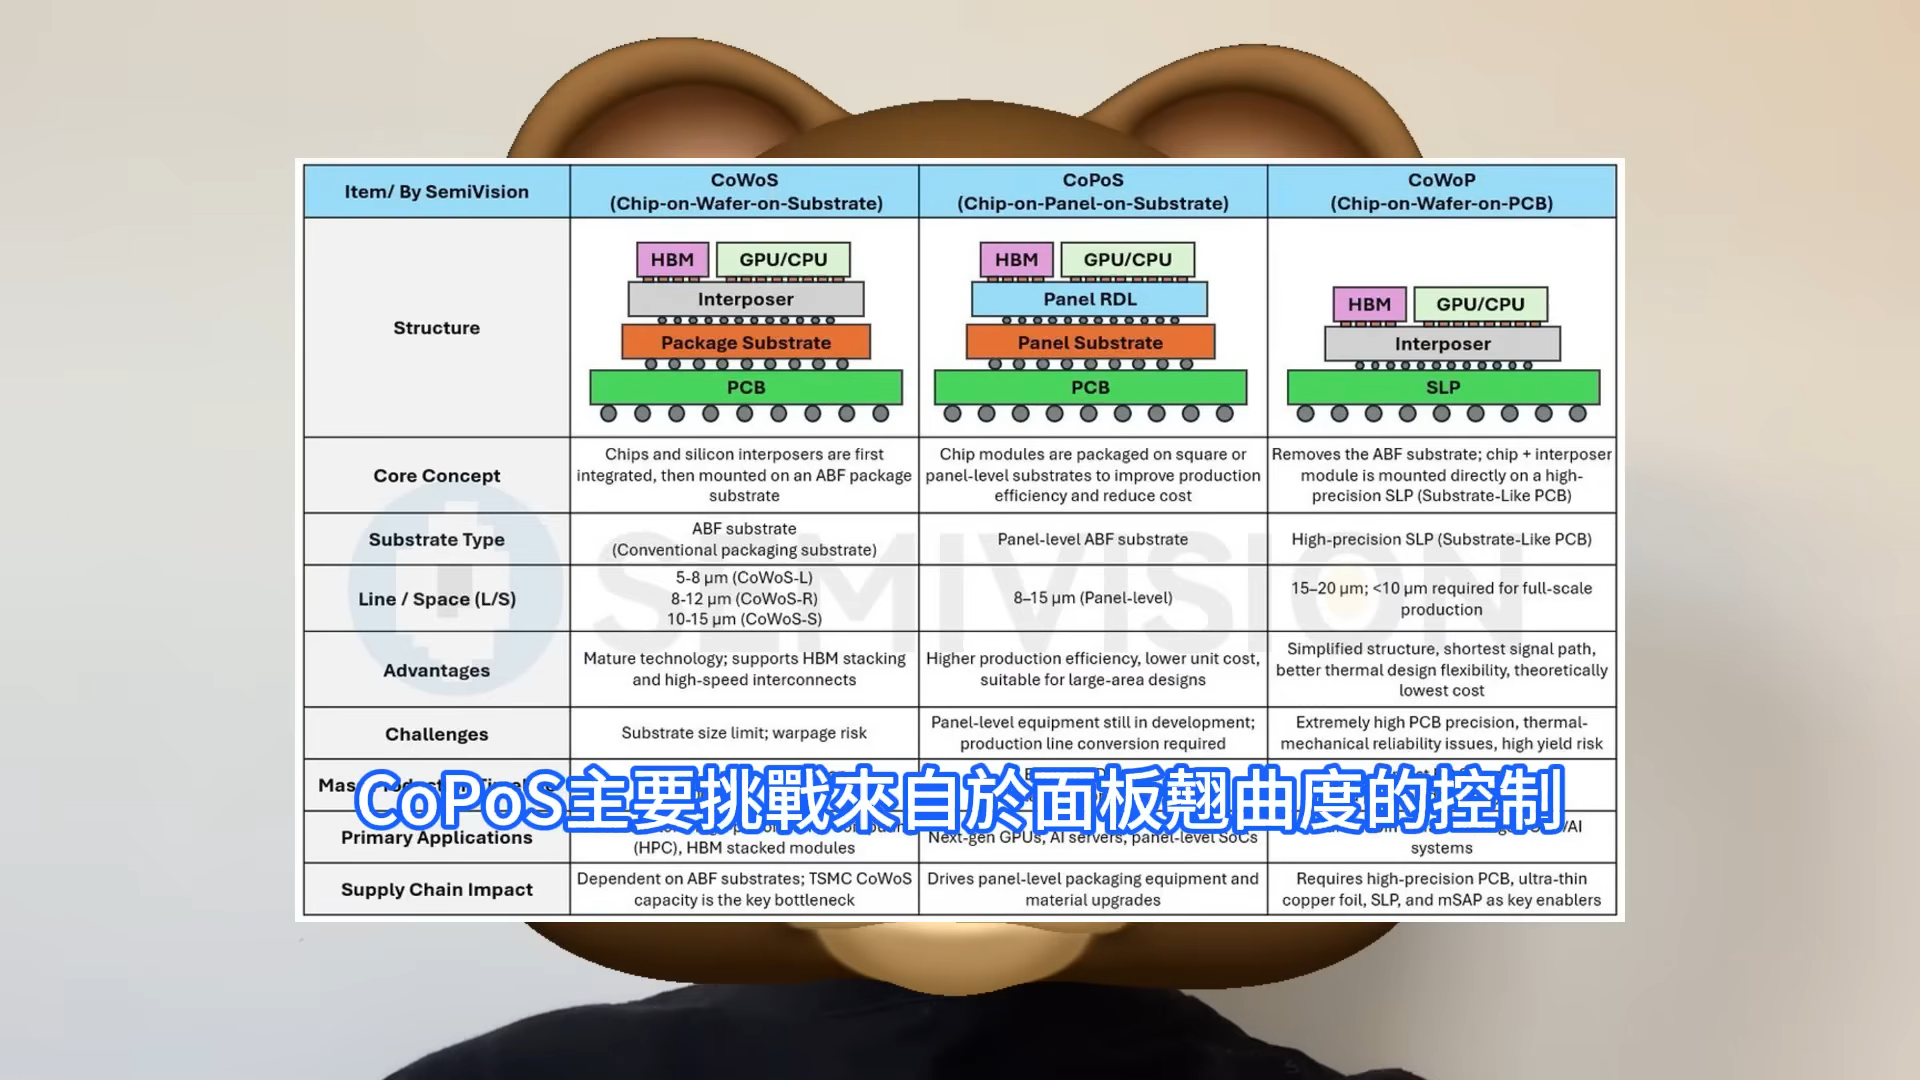 Item/ By SemiVision
CoWoS
(Chip-on-Wafer-on-Substrate)
CoPoS
(Chip-on-Panel-on-Substrate)
CoWoP
(Chip-on-Wafer-on-PCB)
Structure
HBM
GPU/CPU
Interposer
Package Substrate
PCB
HBM
GPU/CPU
Panel RDL
Panel Substrate
PCB
HBM
GPU/CPU
Interposer
SLP
Core Concept
Chips and silicon interposers are first
integrated, then mounted on an ABF package
substrate
Chip modules are packaged on square or
panel-level substrates to improve production
efficiency and reduce cost
Removes the ABF substrate; chip + interposer
module is mounted directly on a high-
precision SLP (Substrate-Like PCB)
Substrate Type
ABF substrate
(Conventional packaging substrate)
Panel-level ABF substrate
High-precision SLP (Substrate-Like PCB)
Line / Space (L/S)
5-8 μm (CoWoS-L)
8-12 μm (CoWoS-R)
10-15 μm (CoWoS-S)
8–15 μm (Panel-level)
15–20 μm; <10 μm required for full-scale
production
Advantages
Mature technology; supports HBM stacking
and high-speed interconnects
Higher production efficiency, lower unit cost,
suitable for large-area designs
Simplified structure, shortest signal path,
better thermal design flexibility, theoretically
lowest cost
Challenges
Substrate size limit; warpage risk
Panel-level equipment still in development;
production line conversion required
Extremely high PCB precision, thermal-
mechanical reliability issues, high yield risk
CoPoS主要挑戰來自於面板翹曲度的控制
Primary Applications
(HPC), HBM stacked modules
Next-gen GPUs, AI servers, panel-level SoCs
systems
Supply Chain Impact
Dependent on ABF substrates; TSMC CoWoS
capacity is the key bottleneck
Drives panel-level packaging equipment and
material upgrades
Requires high-precision PCB, ultra-thin
copper foil, SLP, and mSAP as key enablers
SEMIVISION